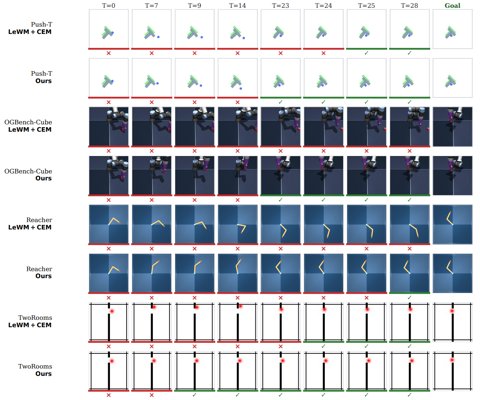 T=0 T=7 T=9 T=14 T=23 T=24 T=25 T=28 Goal
Push-T
LeWM + CEM
Push-T
Ours
OGBench-Cube
LeWM + CEM
OGBench-Cube
Ours
Reacher
LeWM + CEM
Reacher
Ours
TwoRooms
LeWM + CEM
TwoRooms
Ours